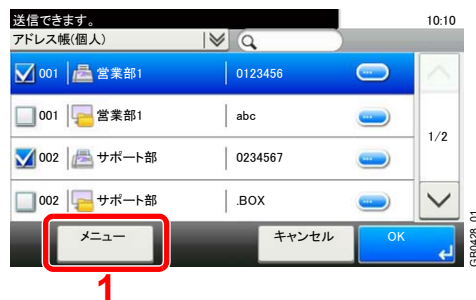 送信できます。 10:10
アドレス帳(個人)
001 営業部1 0123456
001 営業部1 abc
1/2
002 サポート部 0234567
002 サポート部 .BOX
メニュー キャンセル OK
1
GB0428_01